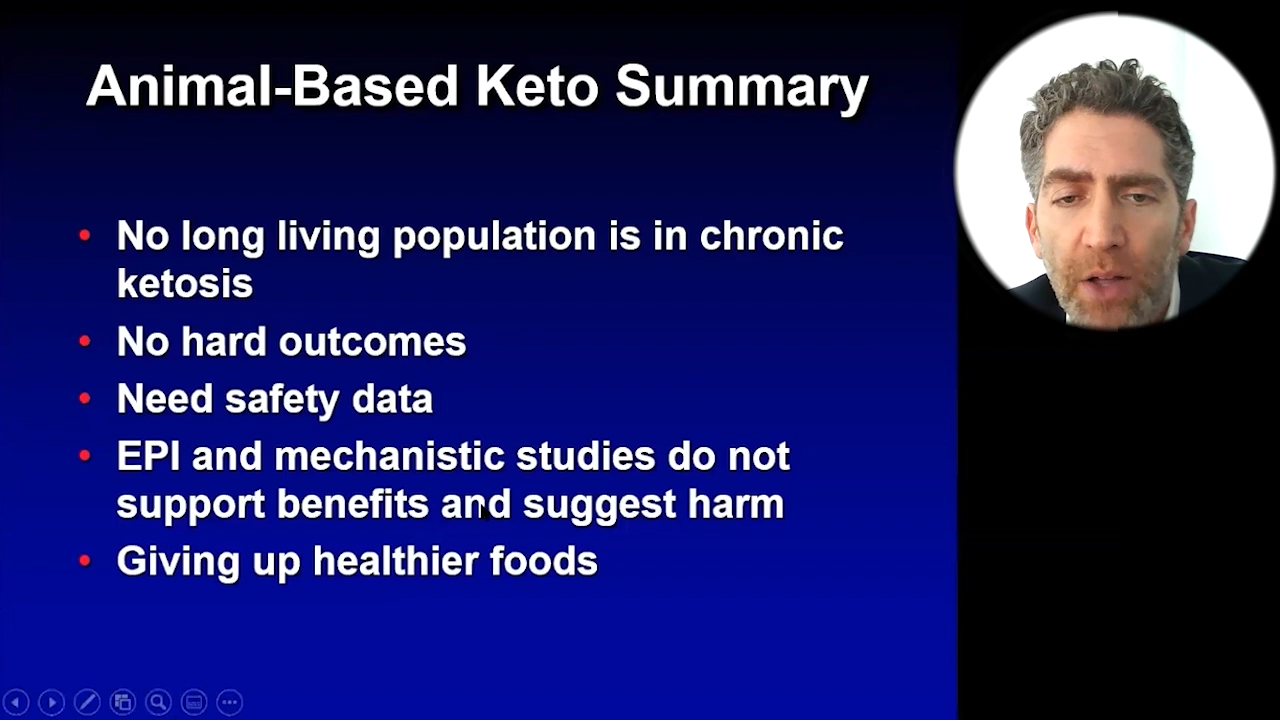 Animal-Based Keto Summary
• No long living population is in chronic
ketosis
• No hard outcomes
• Need safety data
• EPI and mechanistic studies do not
support benefits and suggest harm
• Giving up healthier foods